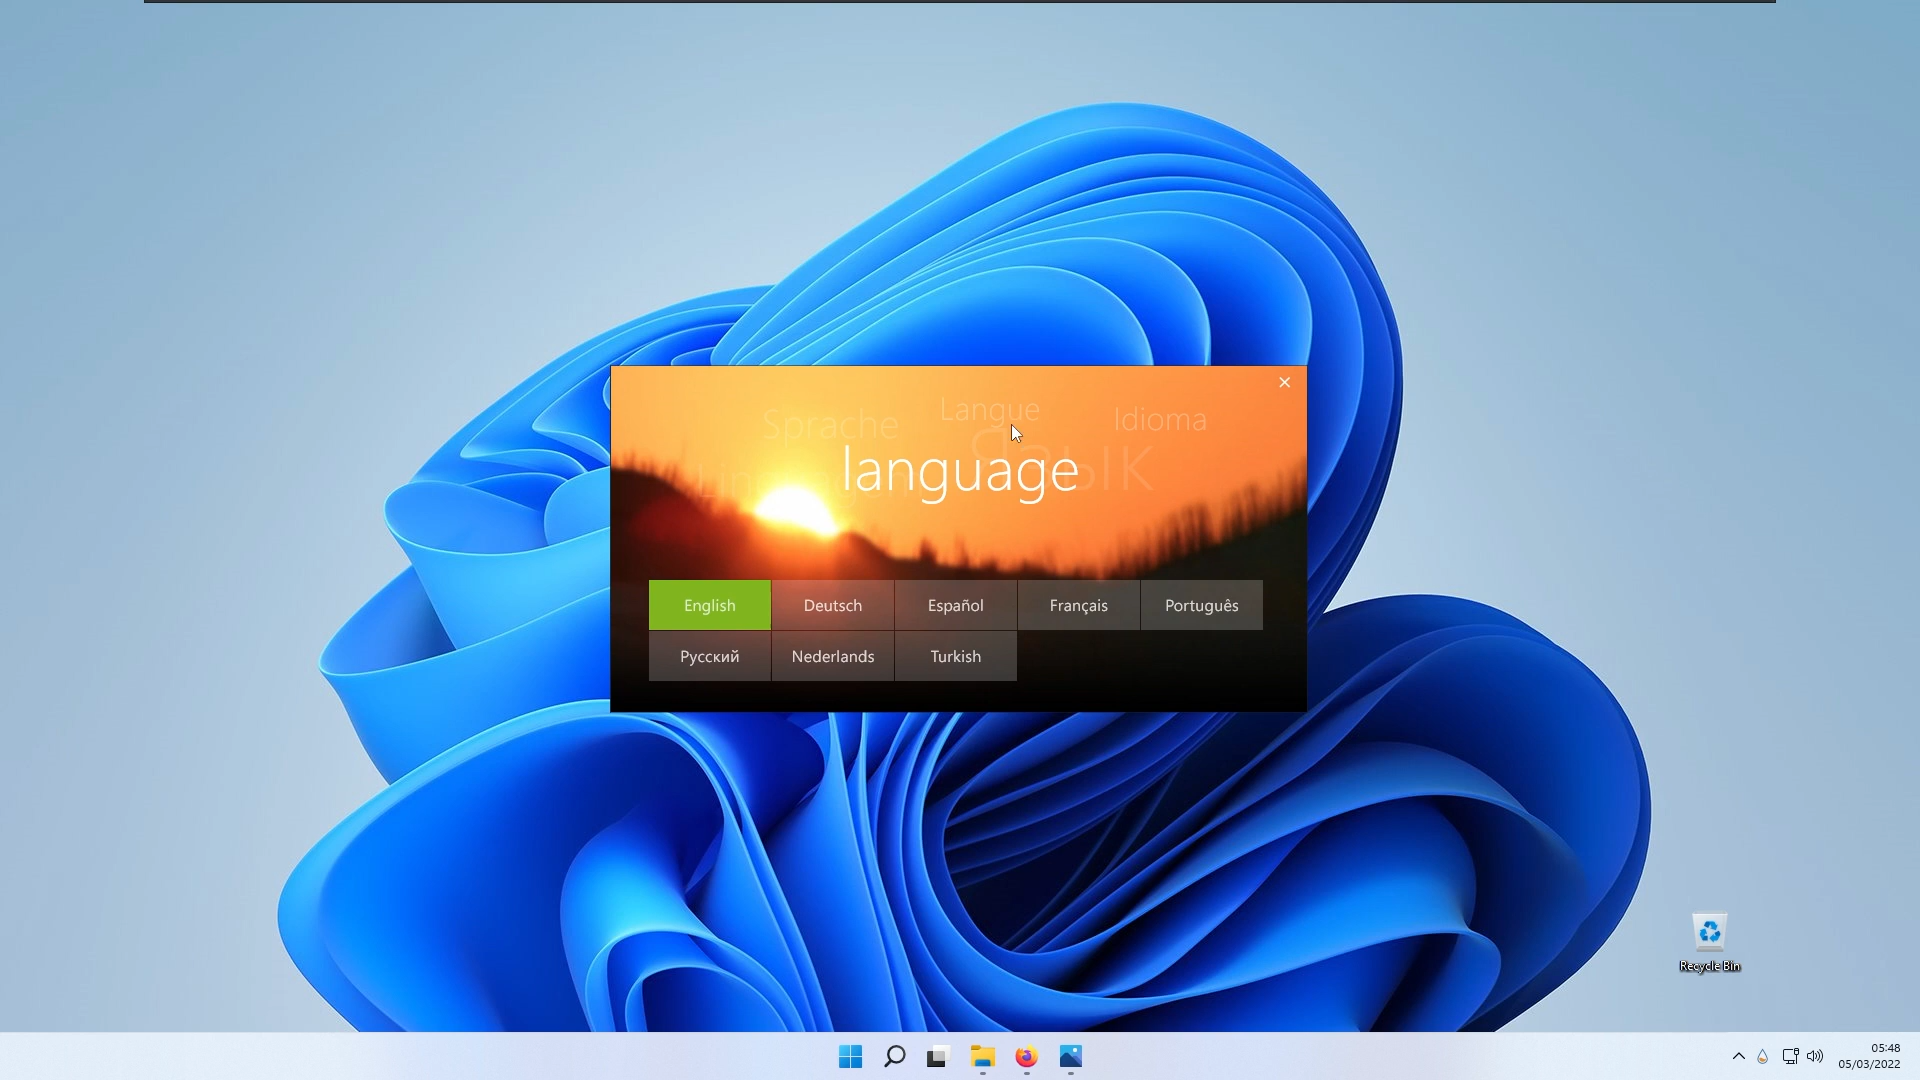 Langue
Sprache
Idioma
language
English
Deutsch
Español
Français
Português
Русский
Nederlands
Turkish
Recycle Bin
05:48
05/03/2022